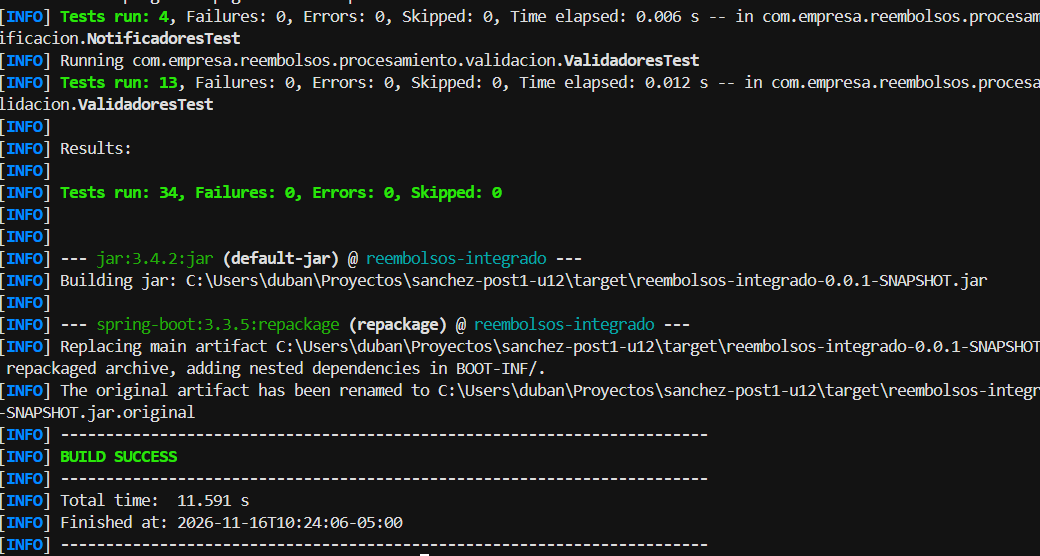 [INFO] Tests run: 4, Failures: 0, Errors: 0, Skipped: 0, Time elapsed: 0.006 s -- in com.empresa.reembolsos.procesam
ificacion.NotificadoresTest
[INFO] Running com.empresa.reembolsos.procesamiento.validacion.ValidadoresTest
[INFO] Tests run: 13, Failures: 0, Errors: 0, Skipped: 0, Time elapsed: 0.012 s -- in com.empresa.reembolsos.procesa
lidacion.ValidadoresTest
[INFO]
[INFO] Results:
[INFO]
[INFO] Tests run: 34, Failures: 0, Errors: 0, Skipped: 0
[INFO]
[INFO]
[INFO] --- jar:3.4.2:jar (default-jar) @ reembolsos-integrado ---
[INFO] Building jar: C:\Users\duban\Proyectos\sanchez-post1-u12\target\reembolsos-integrado-0.0.1-SNAPSHOT.jar
[INFO]
[INFO] --- spring-boot:3.3.5:repackage (repackage) @ reembolsos-integrado ---
[INFO] Replacing main artifact C:\Users\duban\Proyectos\sanchez-post1-u12\target\reembolsos-integrado-0.0.1-SNAPSHOT
repackaged archive, adding nested dependencies in BOOT-INF/.
[INFO] The original artifact has been renamed to C:\Users\duban\Proyectos\sanchez-post1-u12\target\reembolsos-integr
-SNAPSHOT.jar.original
[INFO] ------------------------------------------------------------------------
[INFO] BUILD SUCCESS
[INFO] ------------------------------------------------------------------------
[INFO] Total time:  11.591 s
[INFO] Finished at: 2026-11-16T10:24:06-05:00
[INFO] ------------------------------------------------------------------------